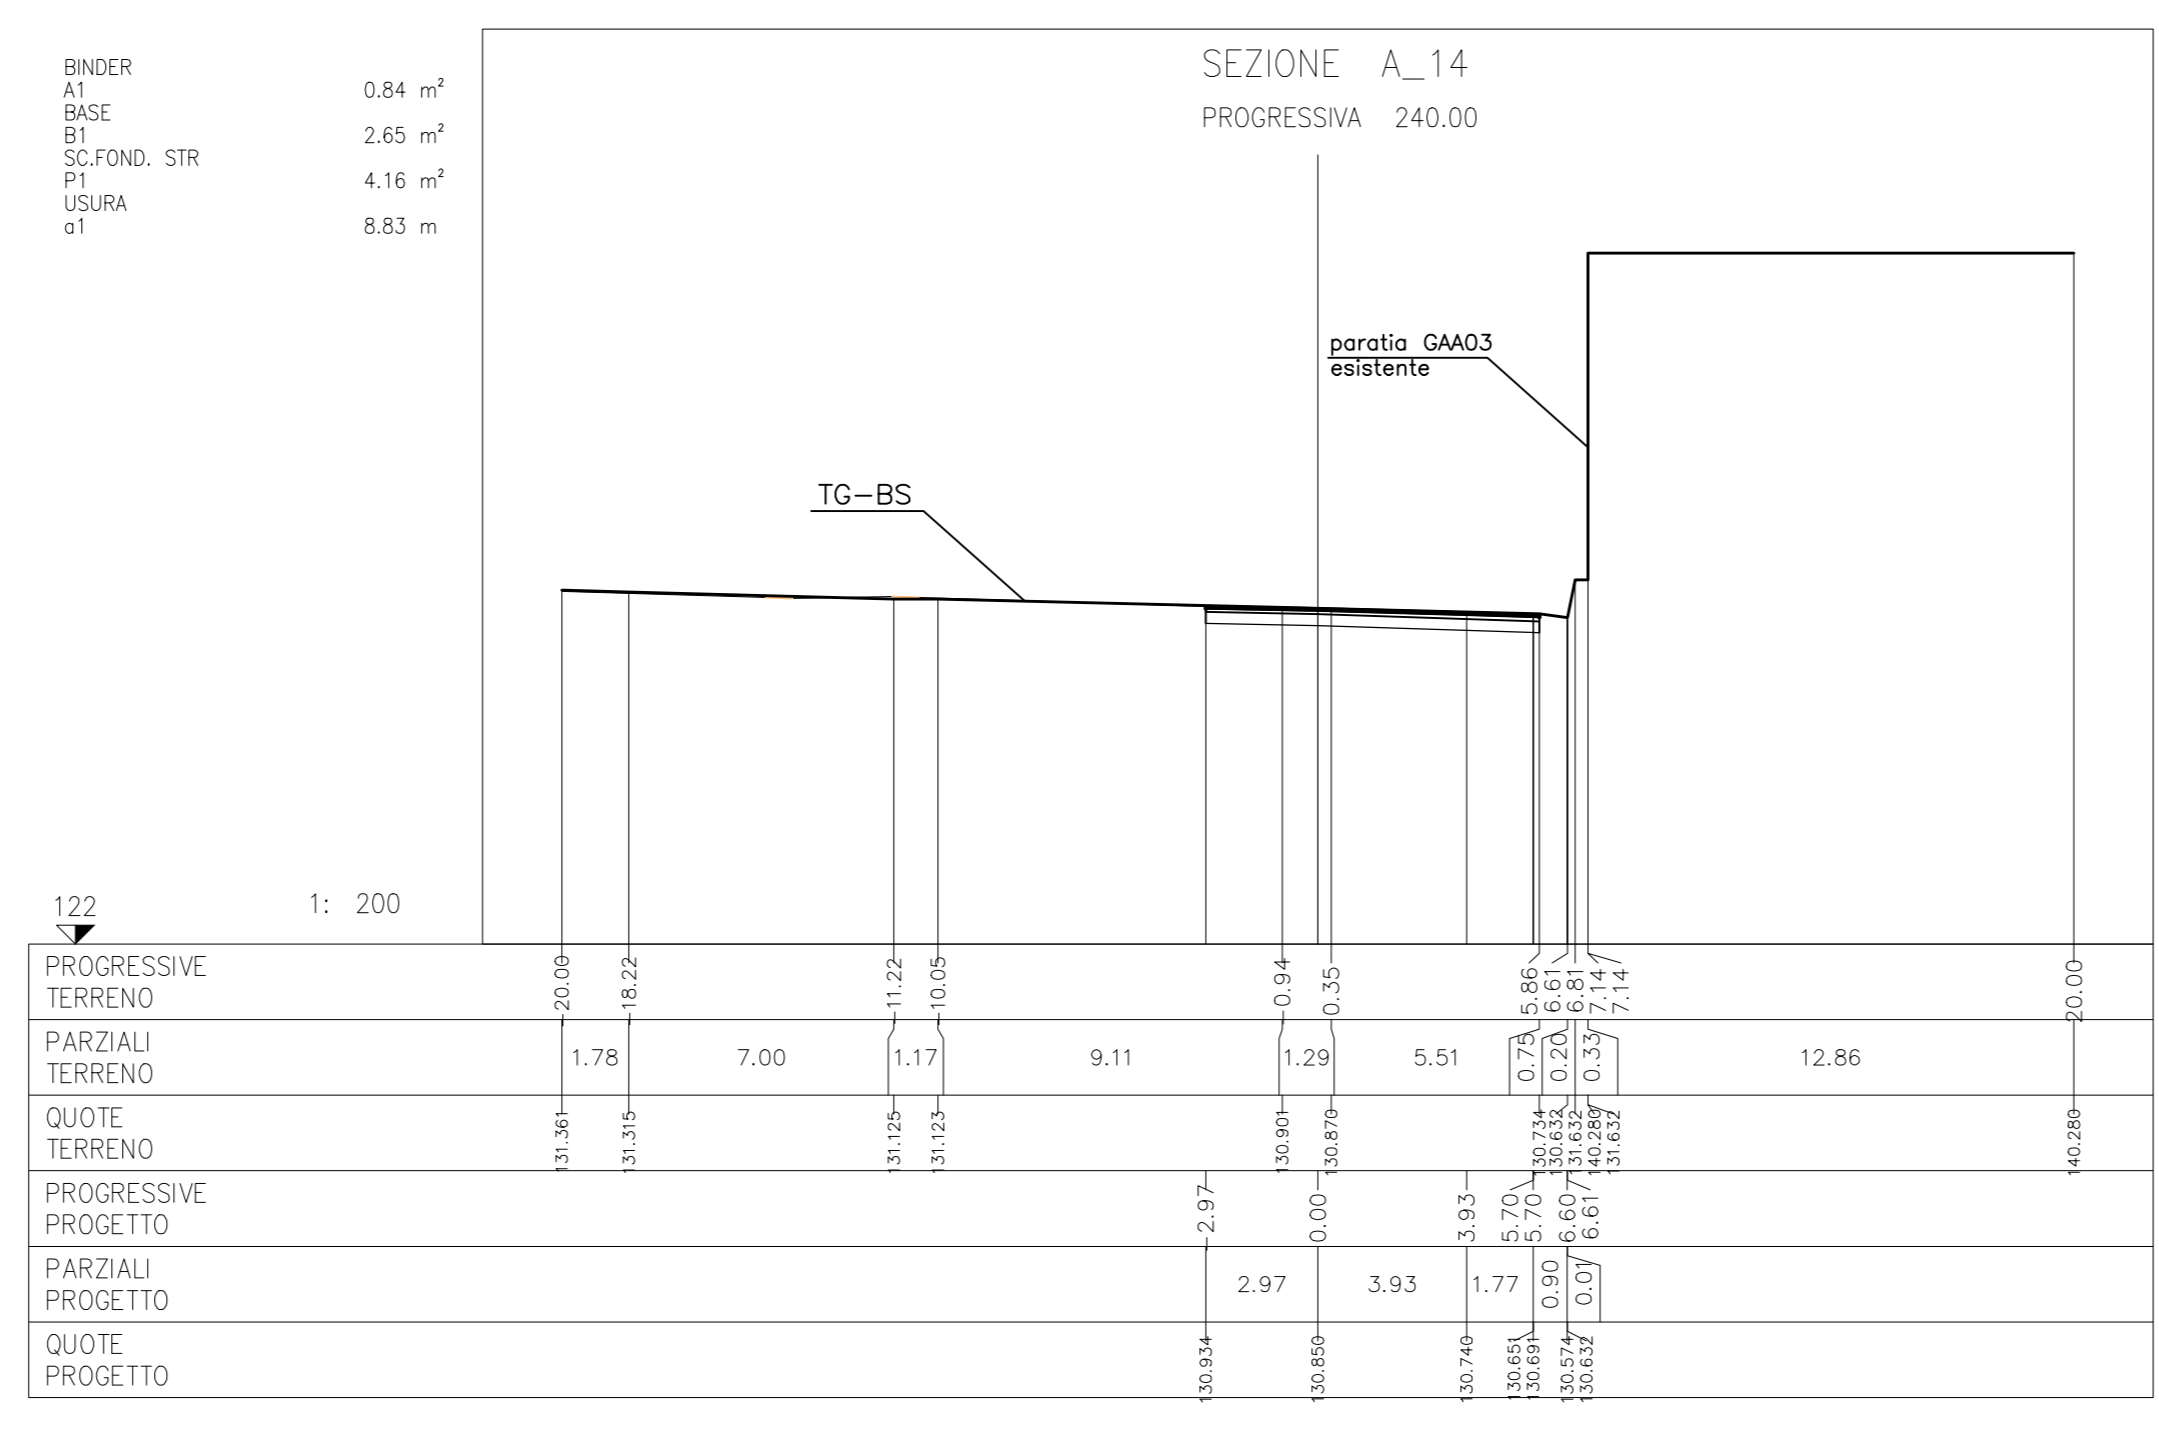 BINDER
A1 0.84 m²
BASE
B1 2.65 m²
SC.FOND. STR
P1 4.16 m²
USURA
a1 8.83 m
SEZIONE A_14
PROGRESSIVA 240.00
paratia GAA03
esistente
TG-BS
122
1: 200
PROGRESSIVE
TERRENO
-20.00 -18.22 -11.22 -10.05 -0.94 0.35 5.86 6.61 6.81 7.14 7.14 20.00
PARZIALI
TERRENO
1.78 7.00 1.17 9.11 1.29 5.51 0.75 0.20 0.33 12.86
QUOTE
TERRENO
131.361 131.315 131.125 131.123 130.901 130.870 130.734 130.632 131.632 140.280 131.632 140.280
PROGRESSIVE
PROGETTO
-2.97 0.00 3.93 5.70 5.70 6.60 6.61
PARZIALI
PROGETTO
2.97 3.93 1.77 0.90 0.01
QUOTE
PROGETTO
130.934 130.850 130.740 130.651 130.691 130.574 130.632